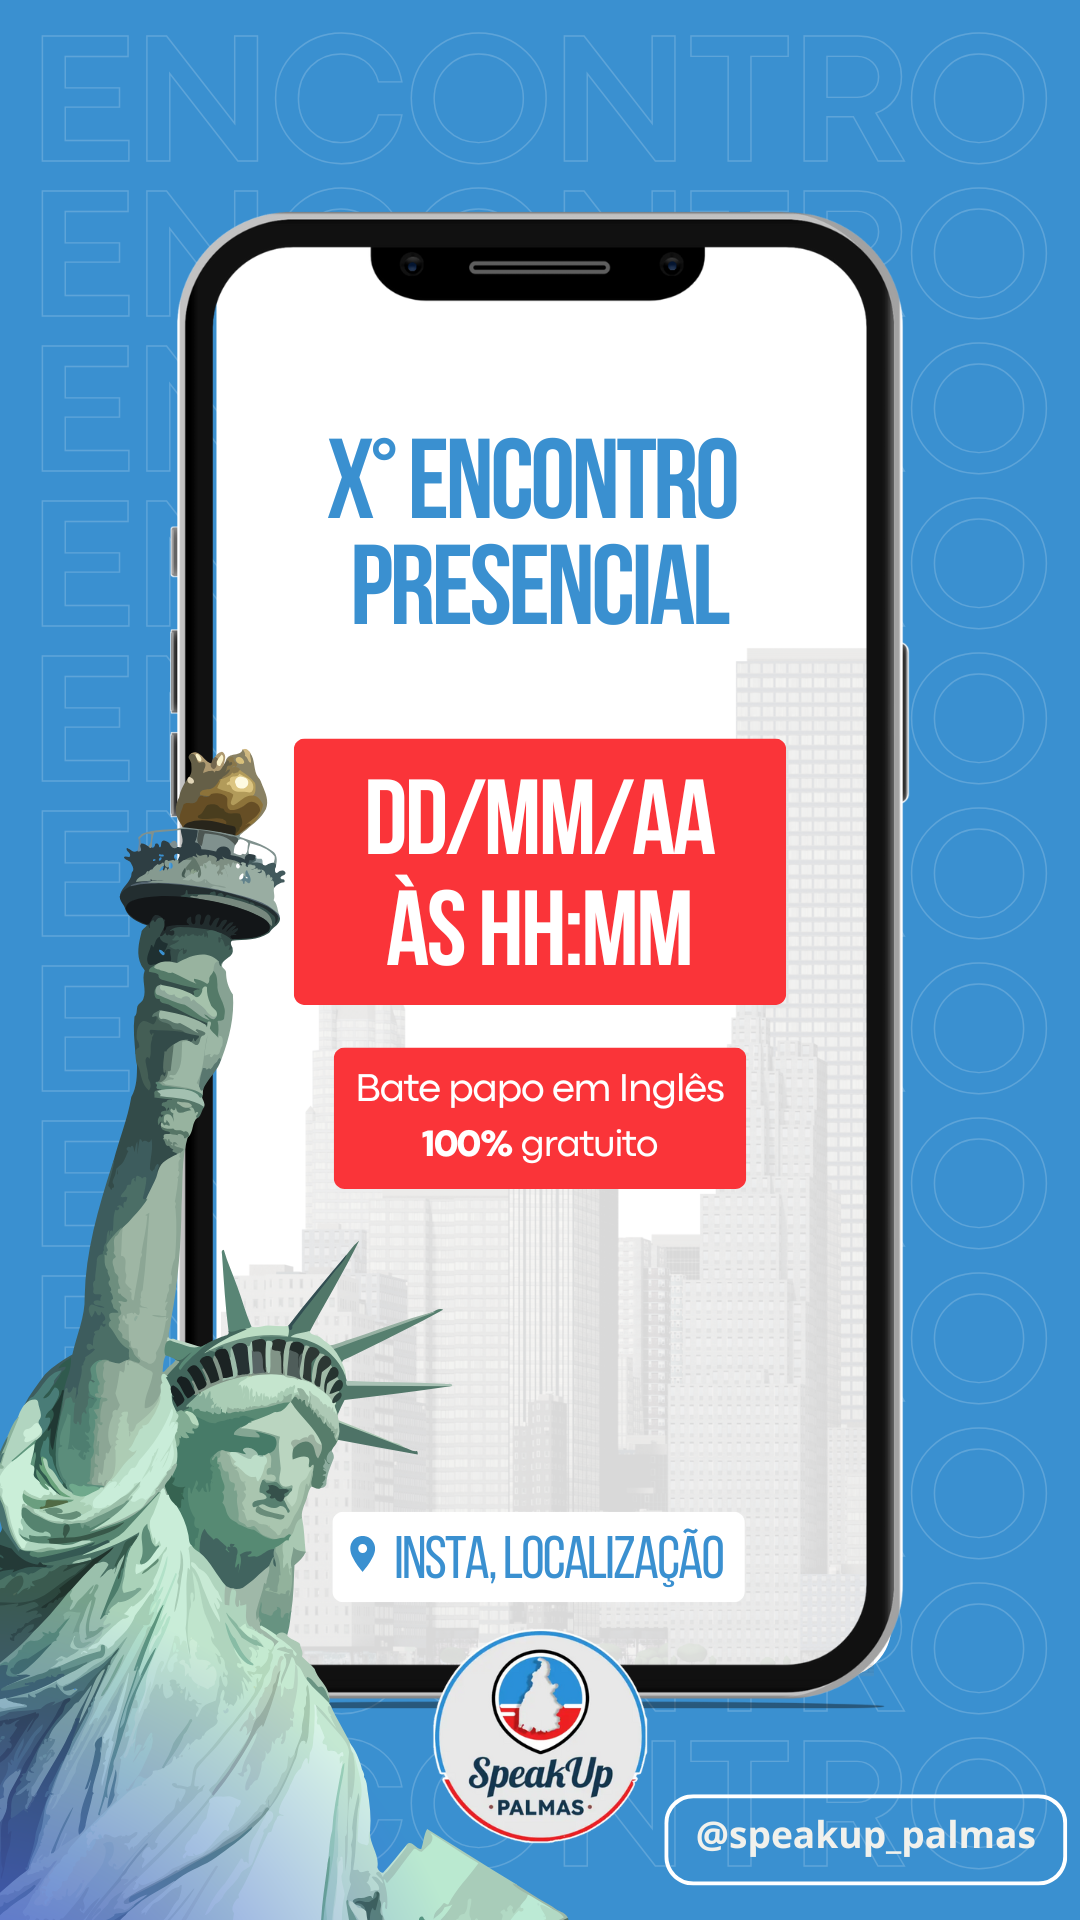 ENCONTRO
X° ENCONTRO
PRESENCIAL
DD/MM/AA
ÀS HH:MM
Bate papo em Inglês
100% gratuito
INSTA, LOCALIZAÇÃO
SpeakUp
·PALMAS·
@speakup_palmas